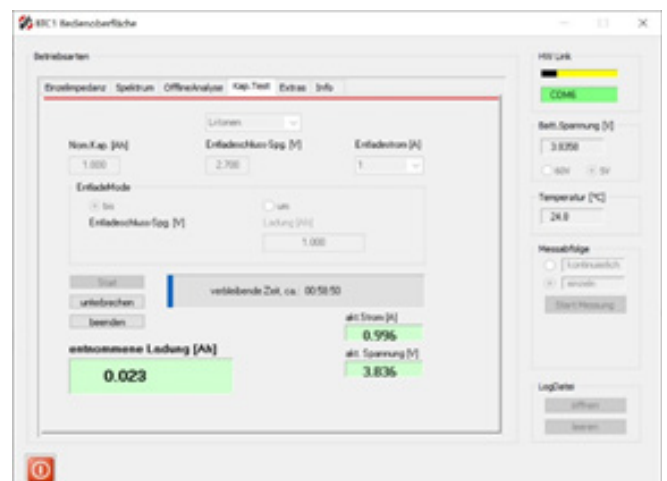 BTC1 Bedienoberfläche
Betriebsarten
Einzelimpedanz Spektrum OfflineAnalyse Kap.Test Extras Info
Li-Ionen
Nom.Kap. [Ah] Entladeschluss-Spg. [V] Entladestrom [A]
1.000 2.700 1
EntladeMode
bis um
Entladeschluss-Spg. [V] Ladung [Ah]
1.000
Start
unterbrechen
beenden
verbleibende Zeit, ca.: 00:58:50
akt.Strom [A]
0.996
akt. Spannung [V]
3.836
entnommene Ladung [Ah]
0.023
HW Link
COM6
Batt.Spannung [V]
3.8358
60V 5V
Temperatur [°C]
24.8
Messabfolge
kontinuierlich
einzeln
Start Messung
LogDatei
öffnen
leeren